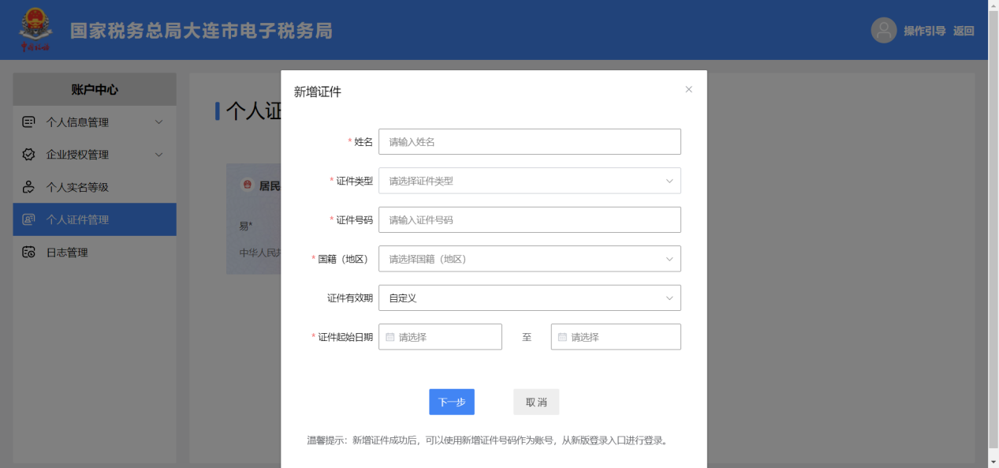 国家税务总局大连市电子税务局
操作引导 返回
账户中心
个人信息管理
企业授权管理
个人实名等级
个人证件管理
日志管理
个人证
居民
易*
中华人民共
新增证件
* 姓名 请输入姓名
* 证件类型 请选择证件类型
* 证件号码 请输入证件号码
* 国籍（地区） 请选择国籍（地区）
证件有效期 自定义
* 证件起始日期 请选择 至 请选择
下一步 取消
温馨提示：新增证件成功后，可以使用新增证件号码作为账号，从新版登录入口进行登录。